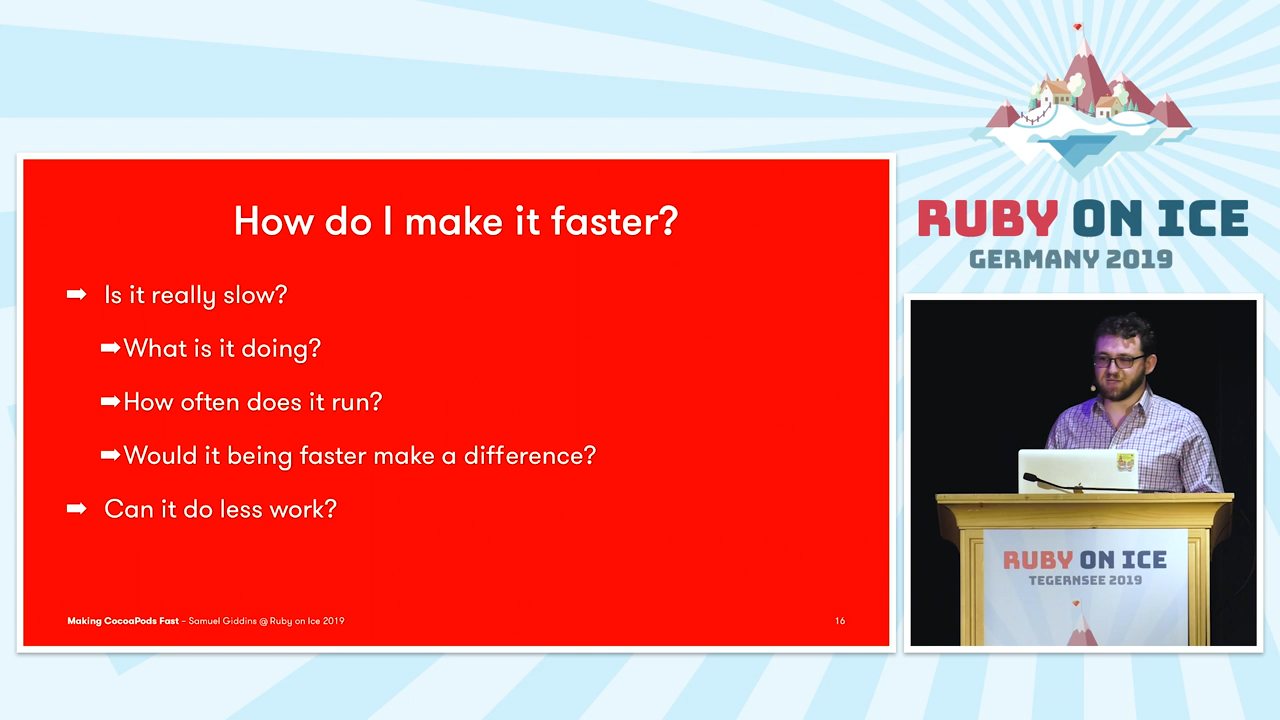 How do I make it faster?
➡ Is it really slow?
➡What is it doing?
➡How often does it run?
➡Would it being faster make a difference?
➡ Can it do less work?
Making CocoaPods Fast – Samuel Giddins @ Ruby on Ice 2019
16
RUBY ON ICE
GERMANY 2019
RUBY ON ICE
TEGERNSEE 2019